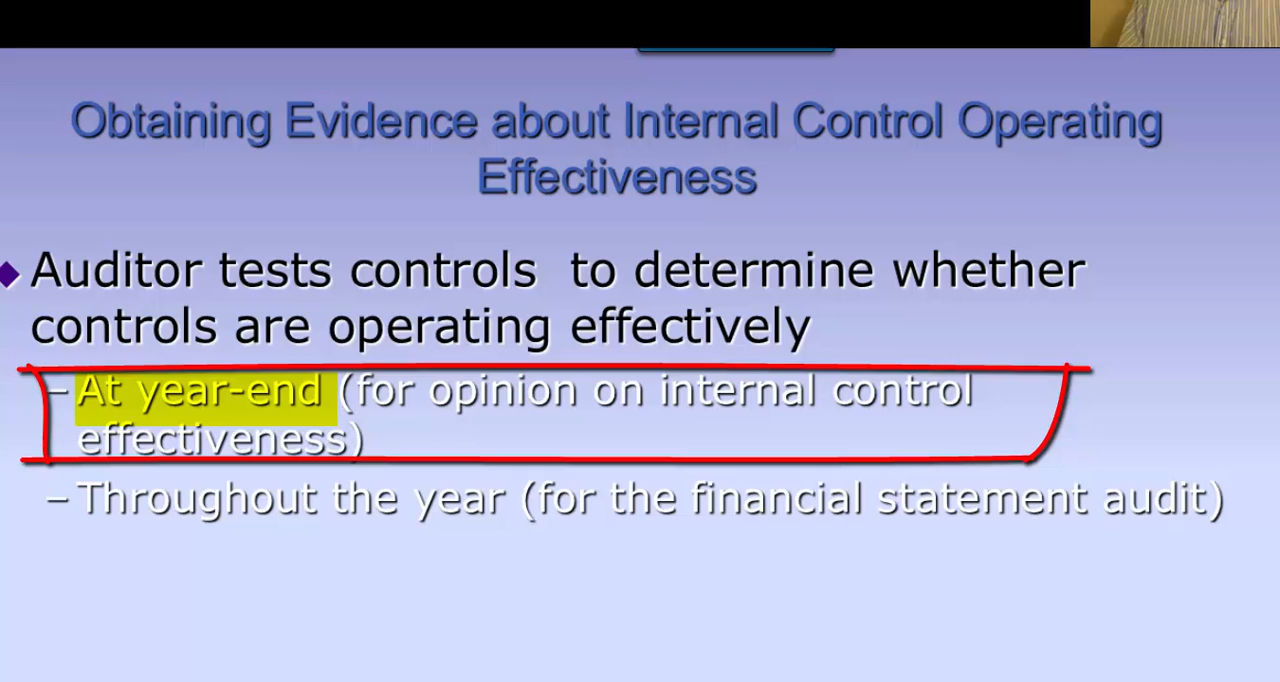 Obtaining Evidence about Internal Control Operating
Effectiveness
Auditor tests controls to determine whether
controls are operating effectively
– At year-end (for opinion on internal control
effectiveness)
– Throughout the year (for the financial statement audit)